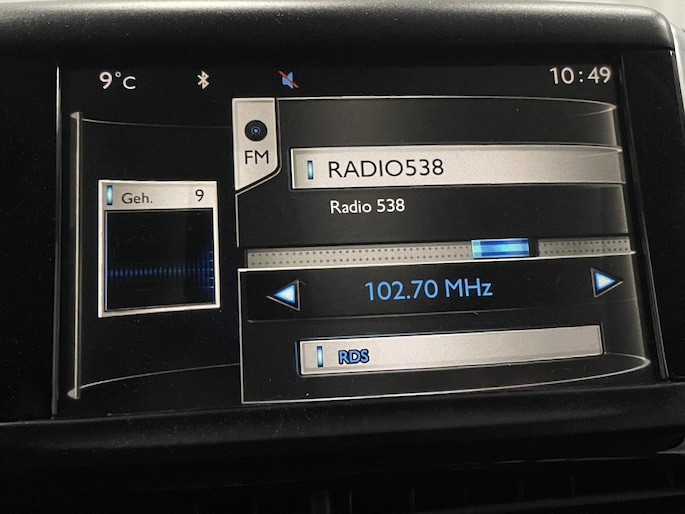 9°C 10:49
FM
RADIO538
Geh. 9
Radio 538
102.70 MHz
RDS